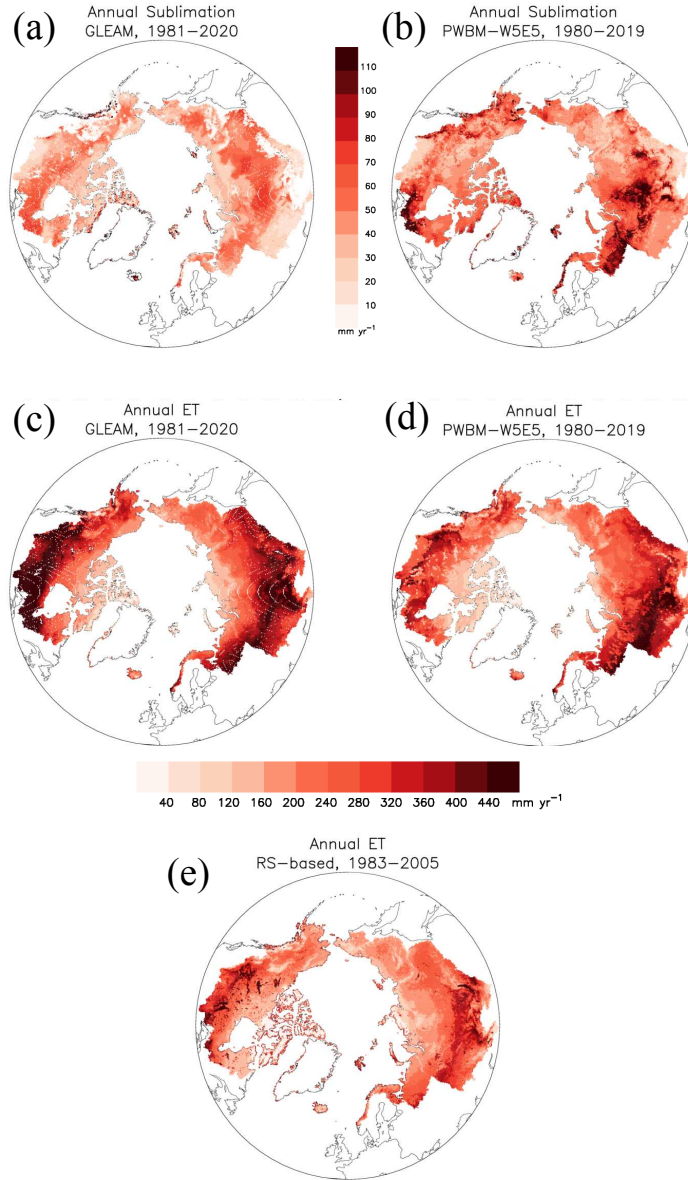 (a)
Annual Sublimation
GLEAM, 1981–2020
(b)
Annual Sublimation
PWBM–W5E5, 1980–2019
110
100
90
80
70
60
50
40
30
20
10
mm yr⁻¹
(c)
Annual ET
GLEAM, 1981–2020
(d)
Annual ET
PWBM–W5E5, 1980–2019
40 80 120 160 200 240 280 320 360 400 440 mm yr⁻¹
(e)
Annual ET
RS–based, 1983–2005